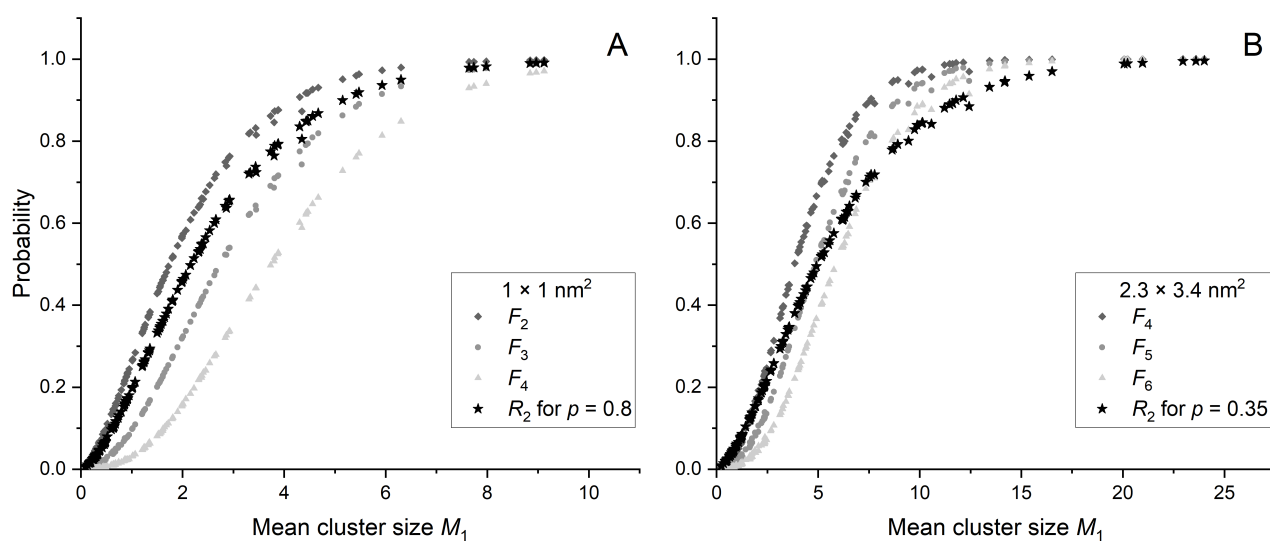 A
Probability
1.0
0.8
0.6
0.4
0.2
0.0
1 × 1 nm²
F₂
F₃
F₄
R₂ for p = 0.8
0 2 4 6 8 10
Mean cluster size M₁
B
1.0
0.8
0.6
0.4
0.2
0.0
2.3 × 3.4 nm²
F₄
F₅
F₆
R₂ for p = 0.35
0 5 10 15 20 25
Mean cluster size M₁